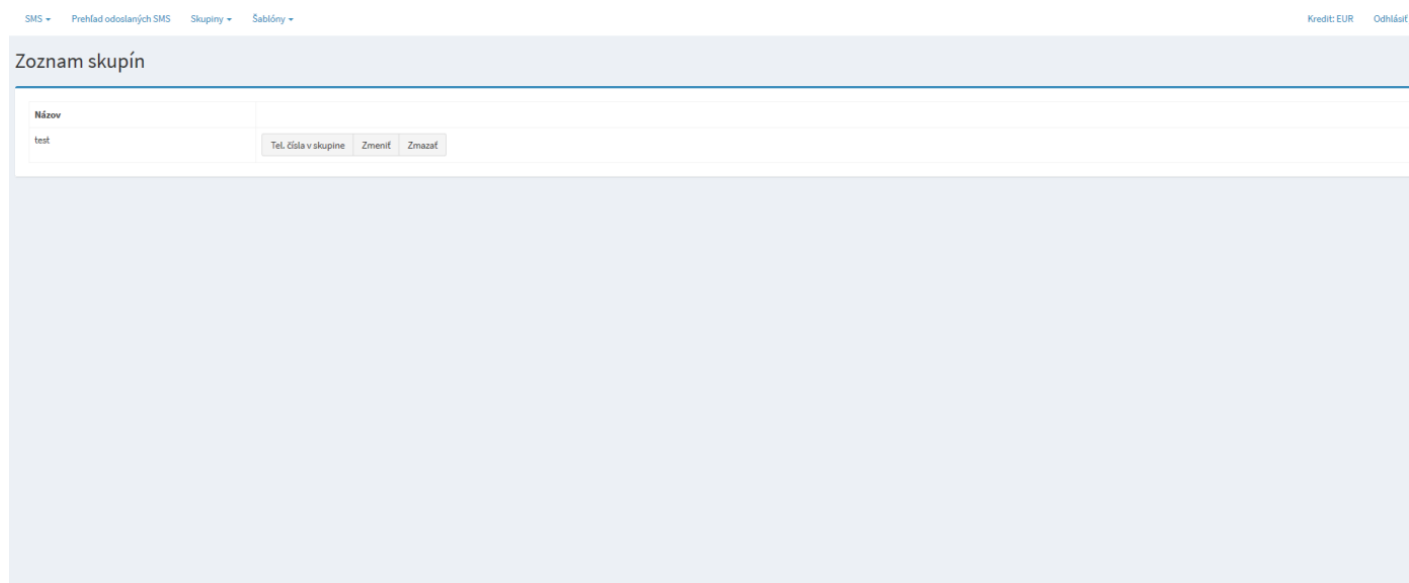 SMS Prehľad odoslaných SMS Skupiny Šablóny Kredit: EUR Odhlásiť
Zoznam skupín
Názov
test Tel. čísla v skupine Zmeniť Zmazať